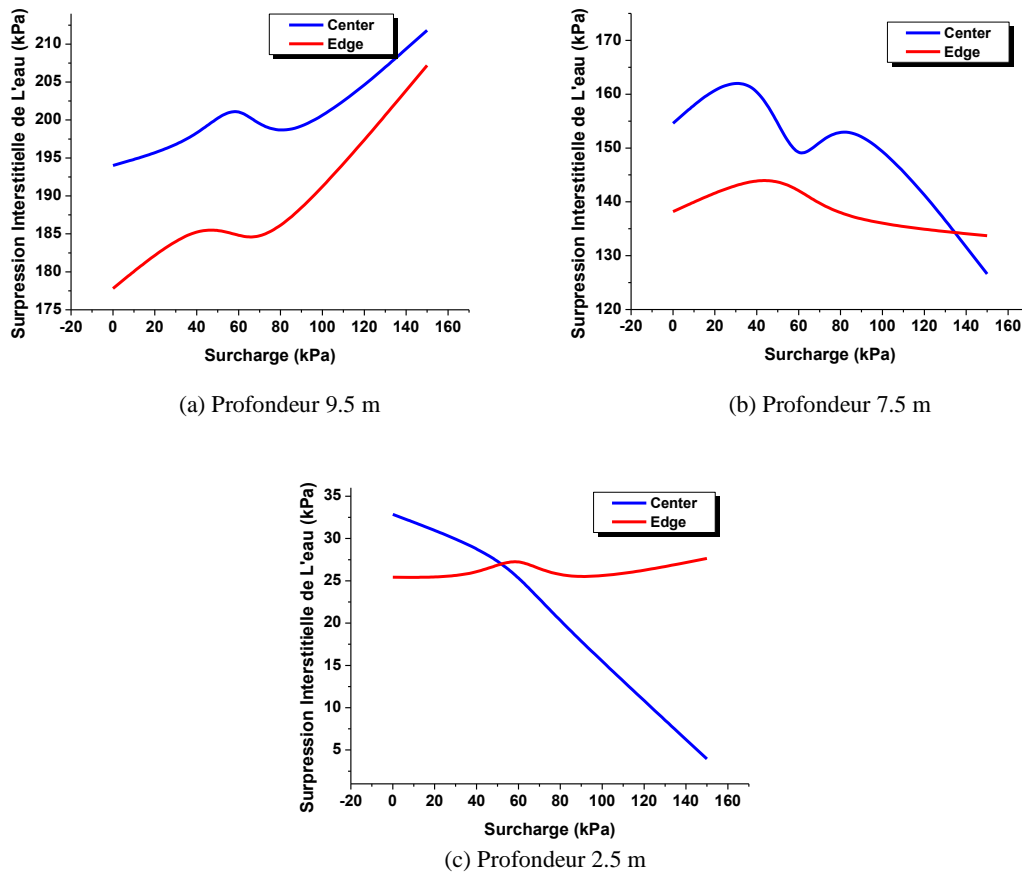 Center
Edge
Surpression Interstitielle de L'eau (kPa)
210
205
200
195
190
185
180
175
-20 0 20 40 60 80 100 120 140 160
Surcharge (kPa)
(a) Profondeur 9.5 m
Center
Edge
Surpression Interstitielle de L'eau (kPa)
170
160
150
140
130
120
-20 0 20 40 60 80 100 120 140 160
Surcharge (kPa)
(b) Profondeur 7.5 m
Center
Edge
Surpression Interstitielle de L'eau (kPa)
35
30
25
20
15
10
5
-20 0 20 40 60 80 100 120 140 160
Surcharge (kPa)
(c) Profondeur 2.5 m